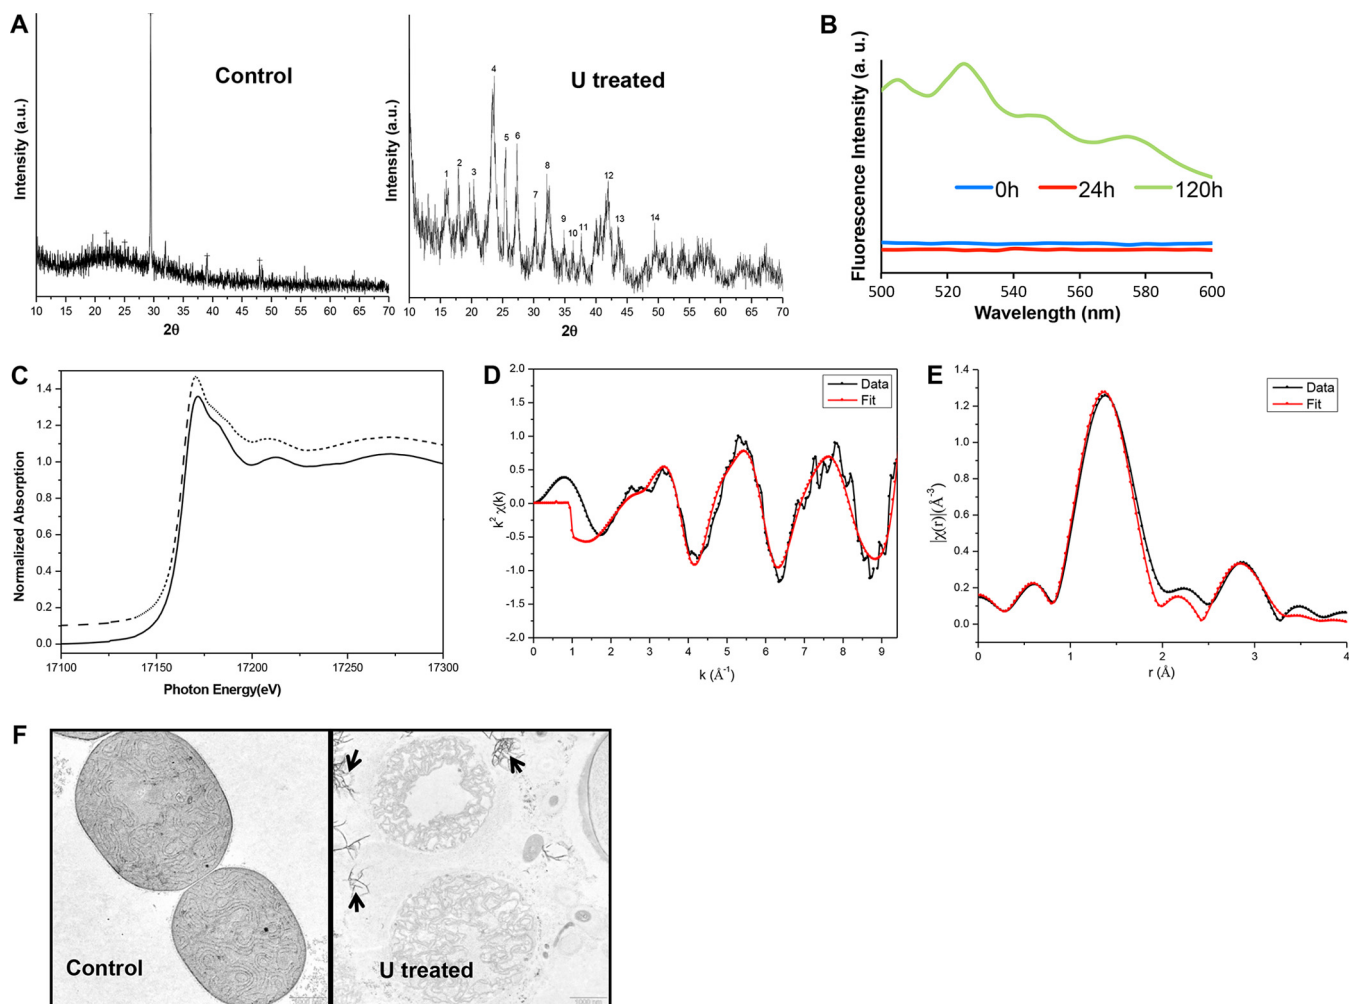 A
Control
Intensity (a.u.)
10 15 20 25 30 35 40 45 50 55 60 65 70
2θ
U treated
Intensity (a.u.)
1 2 3 4 5 6 7 8 9 10 11 12 13 14
10 15 20 25 30 35 40 45 50 55 60 65 70
2θ
B
Fluorescence Intensity (a. u.)
0h 24h 120h
500 520 540 560 580 600
Wavelength (nm)
C
Normalized Absorption
1.4
1.2
1.0
0.8
0.6
0.4
0.2
0.0
17100 17150 17200 17250 17300
Photon Energy(eV)
D
k² χ(k)
2.0
1.5
1.0
0.5
0.0
-0.5
-1.0
-1.5
-2.0
Data
Fit
0 1 2 3 4 5 6 7 8 9
k (Å⁻¹)
E
|χ(r)|(Å⁻³)
1.4
1.2
1.0
0.8
0.6
0.4
0.2
0.0
Data
Fit
0 1 2 3 4
r (Å)
F
Control
U treated